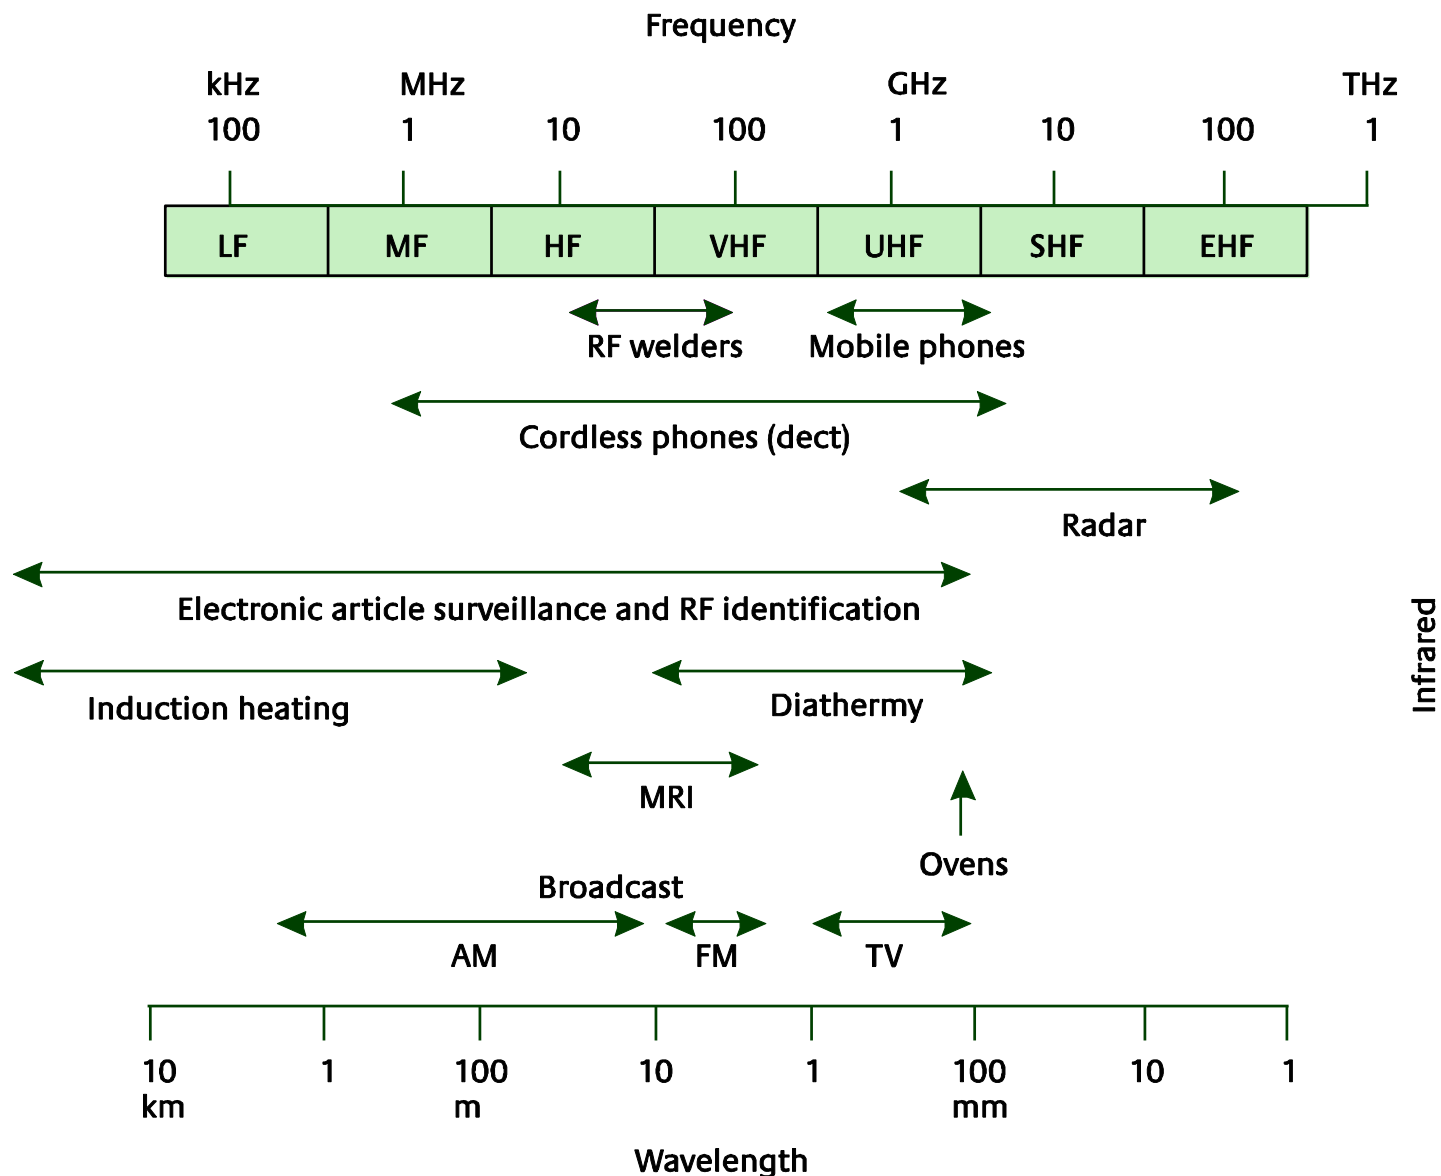 Frequency
kHz MHz GHz THz
100 1 10 100 1 10 100 1
LF MF HF VHF UHF SHF EHF
RF welders Mobile phones
Cordless phones (dect)
Radar
Electronic article surveillance and RF identification
Infrared
Induction heating Diathermy
MRI
Ovens
Broadcast
AM FM TV
10 1 100 10 1 100 10 1
km m mm
Wavelength